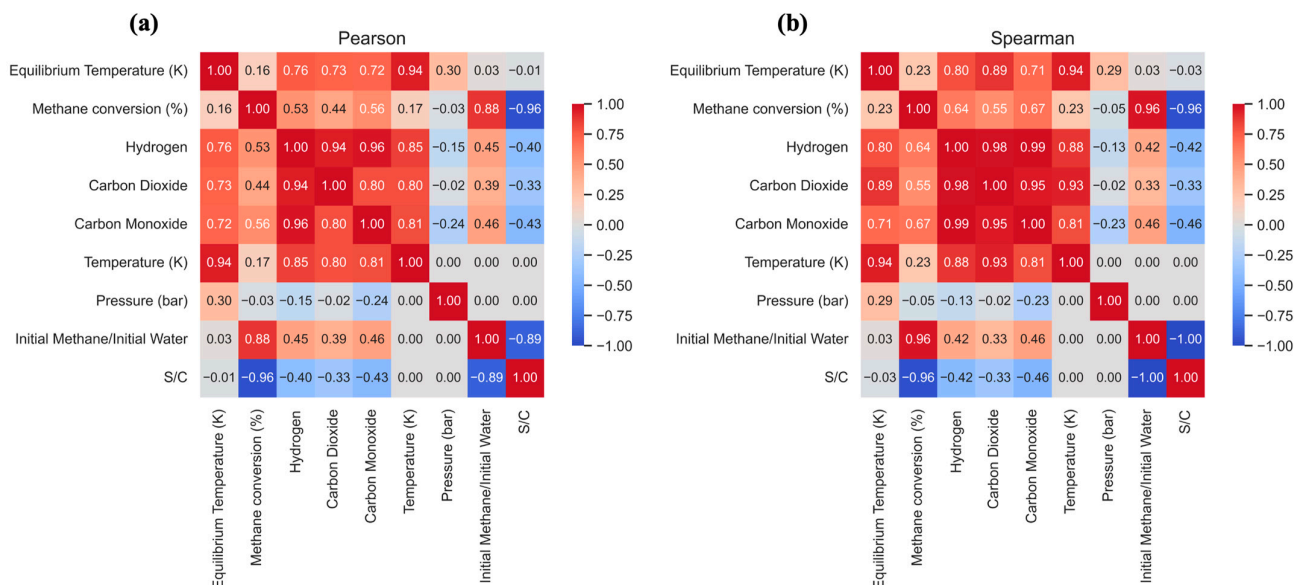 (a)
Pearson
Equilibrium Temperature (K) 1.00 0.16 0.76 0.73 0.72 0.94 0.30 0.03 −0.01
Methane conversion (%) 0.16 1.00 0.53 0.44 0.56 0.17 −0.03 0.88 −0.96
Hydrogen 0.76 0.53 1.00 0.94 0.96 0.85 −0.15 0.45 −0.40
Carbon Dioxide 0.73 0.44 0.94 1.00 0.80 0.80 −0.02 0.39 −0.33
Carbon Monoxide 0.72 0.56 0.96 0.80 1.00 0.81 −0.24 0.46 −0.43
Temperature (K) 0.94 0.17 0.85 0.80 0.81 1.00 0.00 0.00 0.00
Pressure (bar) 0.30 −0.03 −0.15 −0.02 −0.24 0.00 1.00 0.00 0.00
Initial Methane/Initial Water 0.03 0.88 0.45 0.39 0.46 0.00 0.00 1.00 −0.89
S/C −0.01 −0.96 −0.40 −0.33 −0.43 0.00 0.00 −0.89 1.00
Equilibrium Temperature (K)
Methane conversion (%)
Hydrogen
Carbon Dioxide
Carbon Monoxide
Temperature (K)
Pressure (bar)
Initial Methane/Initial Water
S/C
1.00
0.75
0.50
0.25
0.00
−0.25
−0.50
−0.75
−1.00
(b)
Spearman
Equilibrium Temperature (K) 1.00 0.23 0.80 0.89 0.71 0.94 0.29 0.03 −0.03
Methane conversion (%) 0.23 1.00 0.64 0.55 0.67 0.23 −0.05 0.96 −0.96
Hydrogen 0.80 0.64 1.00 0.98 0.99 0.88 −0.13 0.42 −0.42
Carbon Dioxide 0.89 0.55 0.98 1.00 0.95 0.93 −0.02 0.33 −0.33
Carbon Monoxide 0.71 0.67 0.99 0.95 1.00 0.81 −0.23 0.46 −0.46
Temperature (K) 0.94 0.23 0.88 0.93 0.81 1.00 0.00 0.00 0.00
Pressure (bar) 0.29 −0.05 −0.13 −0.02 −0.23 0.00 1.00 0.00 0.00
Initial Methane/Initial Water 0.03 0.96 0.42 0.33 0.46 0.00 0.00 1.00 −1.00
S/C −0.03 −0.96 −0.42 −0.33 −0.46 0.00 0.00 −1.00 1.00
Equilibrium Temperature (K)
Methane conversion (%)
Hydrogen
Carbon Dioxide
Carbon Monoxide
Temperature (K)
Pressure (bar)
Initial Methane/Initial Water
S/C
1.00
0.75
0.50
0.25
0.00
−0.25
−0.50
−0.75
−1.00